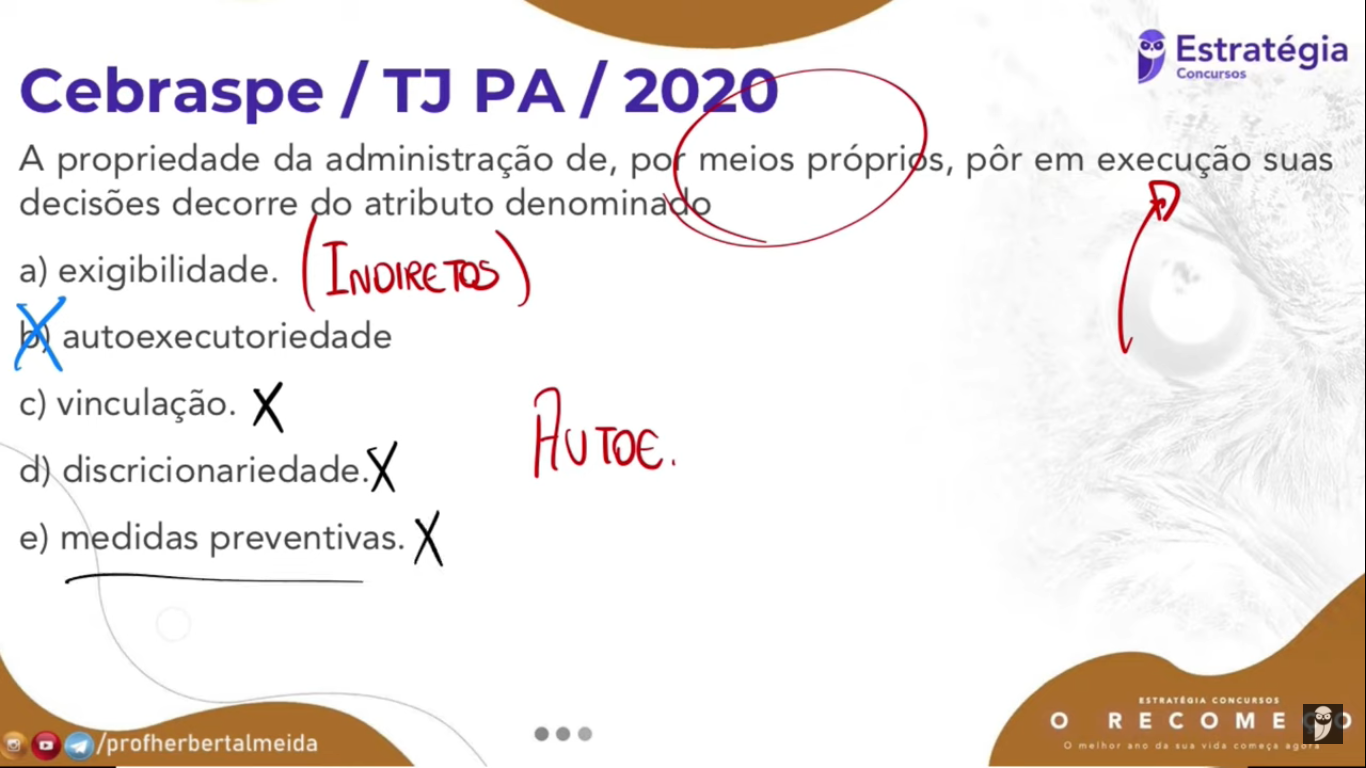 Estratégia
Concursos
Cebraspe / TJ PA / 2020
A propriedade da administração de, por meios próprios, pôr em execução suas
decisões decorre do atributo denominado
a) exigibilidade. (INDIRETOS)
b) autoexecutoriedade
c) vinculação. X
d) discricionariedade. X
e) medidas preventivas. X
AUTOE.
/profherbertalmeida
ESTRATÉGIA CONCURSOS
O RECOMEÇO
O melhor ano da sua vida começa agora